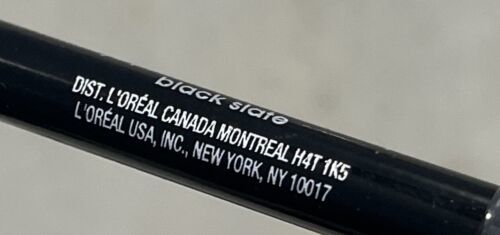 black slate
DIST. L'ORÉAL CANADA MONTREAL H4T 1K5
L'ORÉAL USA, INC., NEW YORK, NY 10017